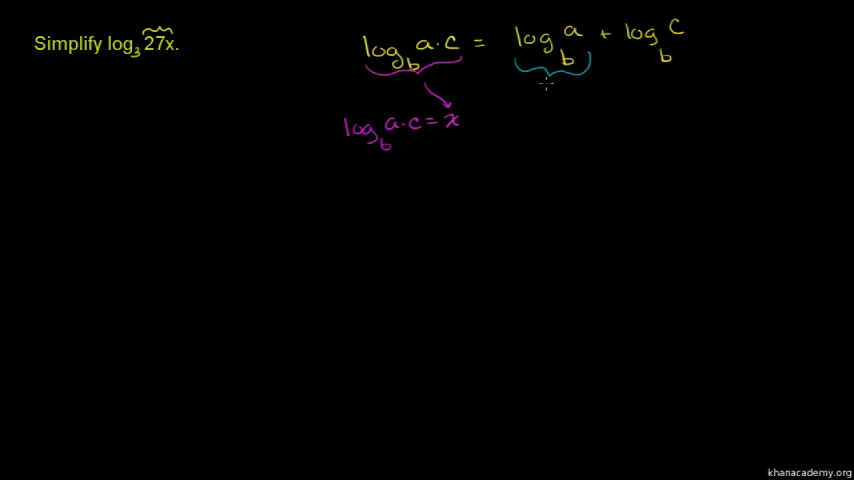 Simplify log₃ 27x.
log_b a·c = log_b a + log_b c
log_b a·c = x
khanacademy.org